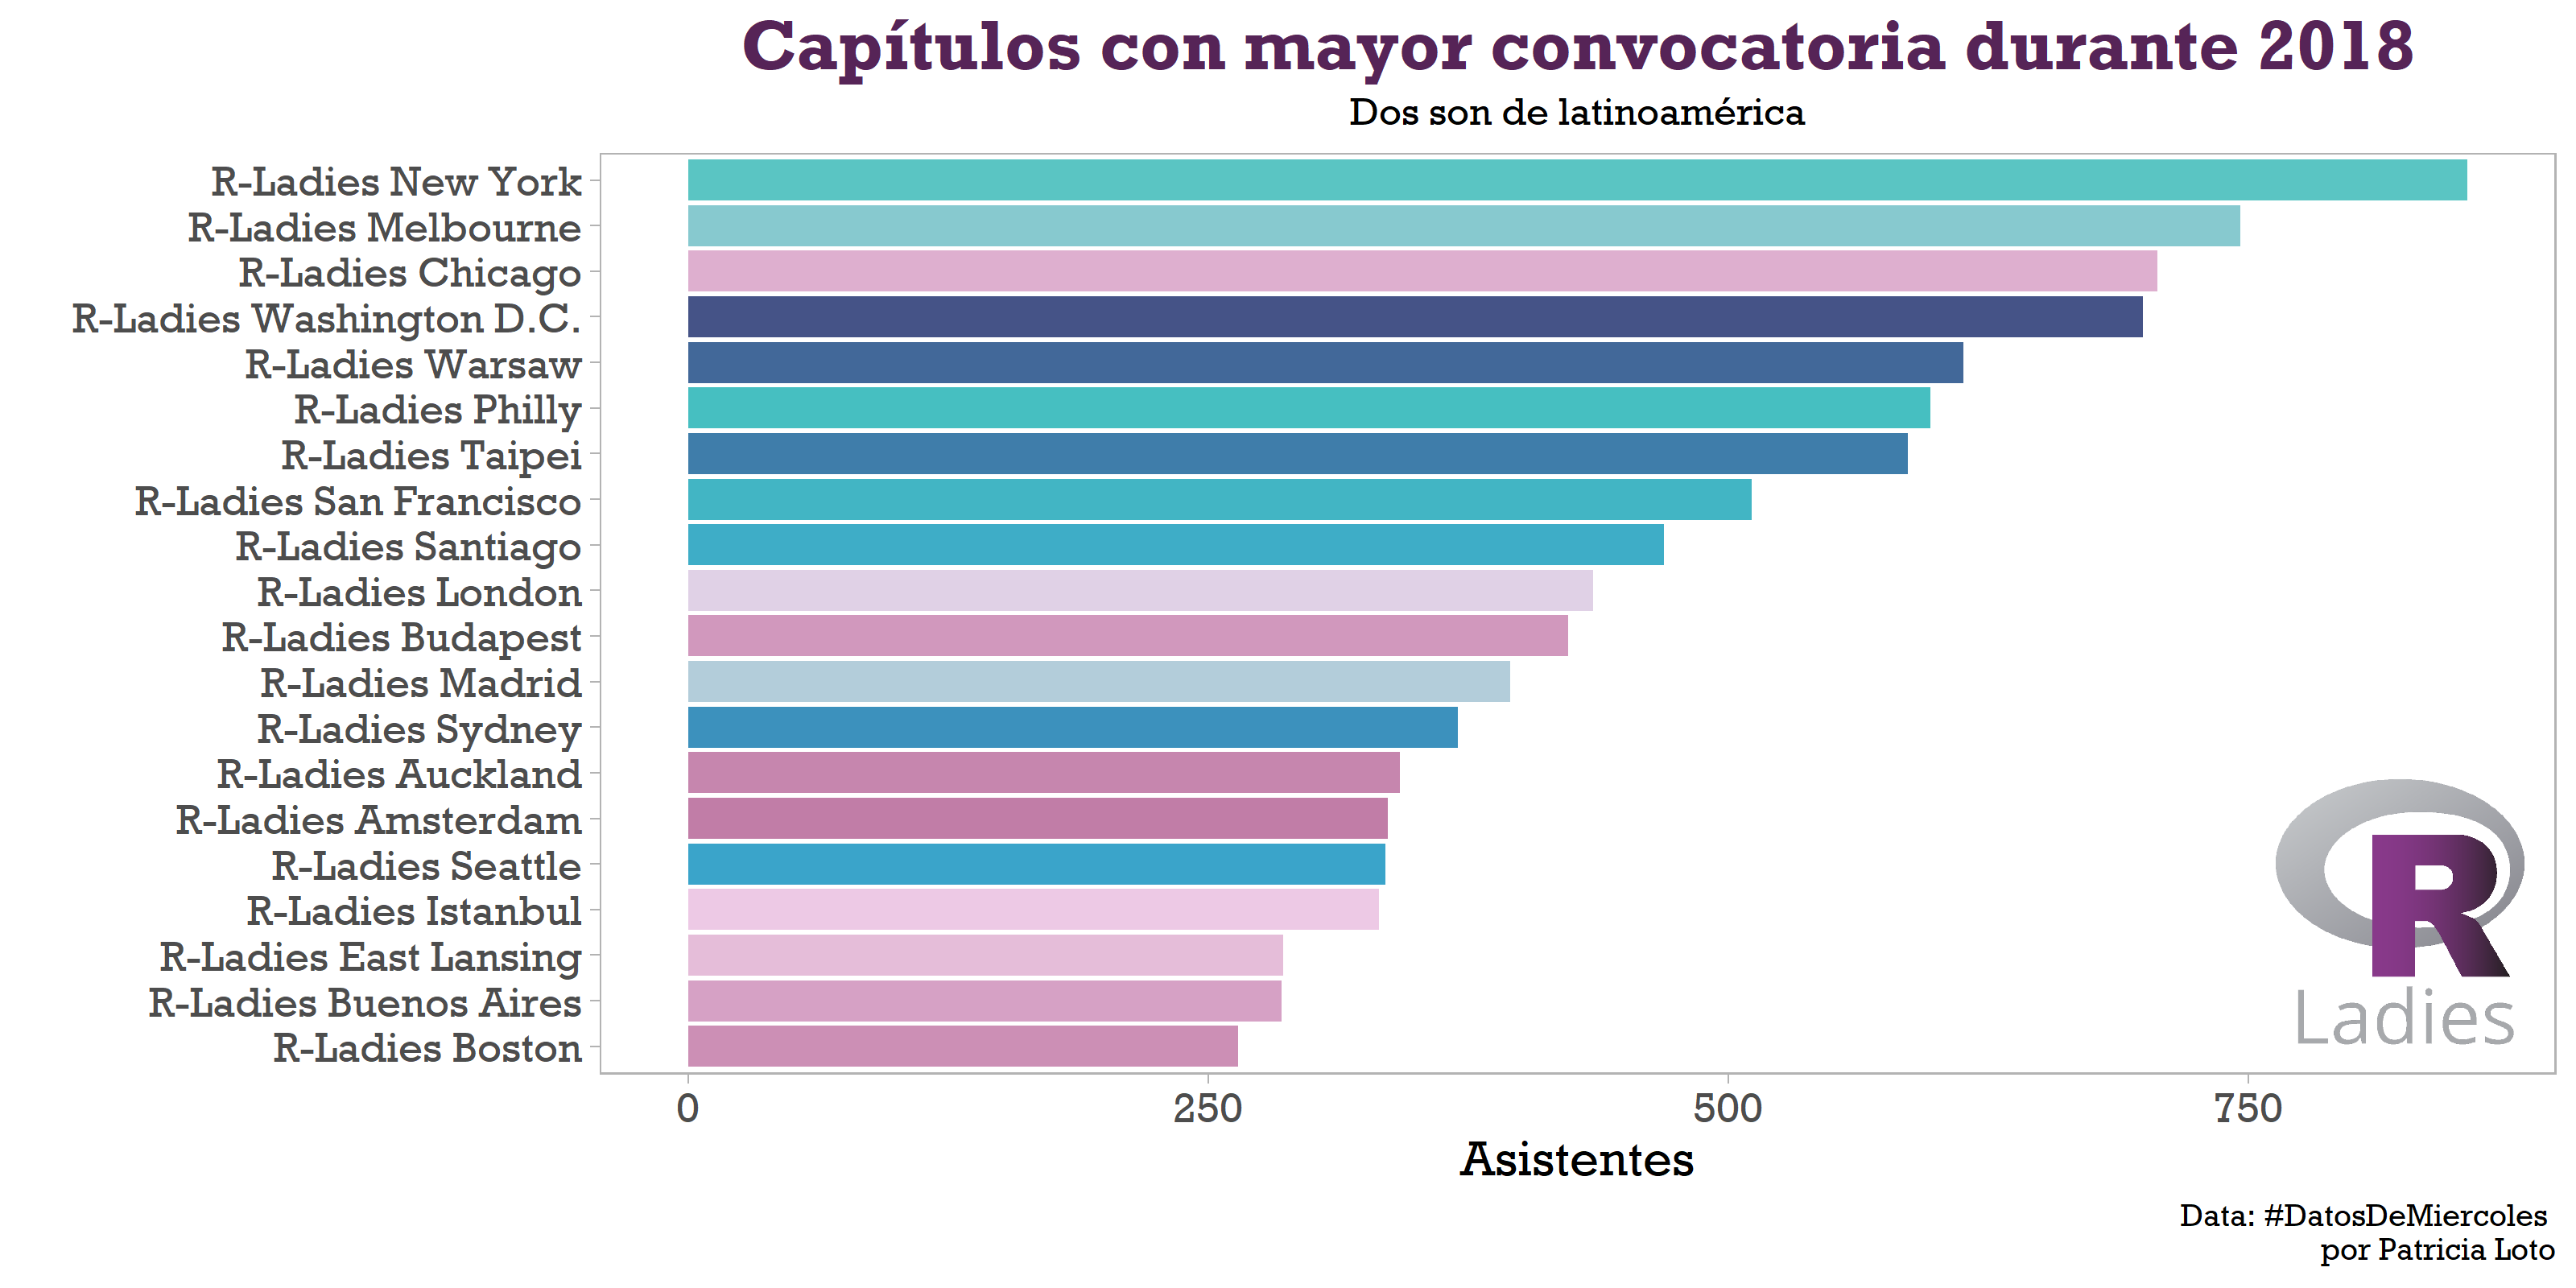 Capítulos con mayor convocatoria durante 2018
Dos son de latinoamérica
R-Ladies New York
R-Ladies Melbourne
R-Ladies Chicago
R-Ladies Washington D.C.
R-Ladies Warsaw
R-Ladies Philly
R-Ladies Taipei
R-Ladies San Francisco
R-Ladies Santiago
R-Ladies London
R-Ladies Budapest
R-Ladies Madrid
R-Ladies Sydney
R-Ladies Auckland
R-Ladies Amsterdam
R-Ladies Seattle
R-Ladies Istanbul
R-Ladies East Lansing
R-Ladies Buenos Aires
R-Ladies Boston
R
Ladies
0 250 500 750
Asistentes
Data: #DatosDeMiercoles
por Patricia Loto